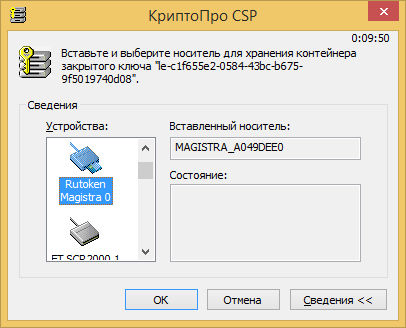 КриптоПро CSP
0:09:50
Вставьте и выберите носитель для хранения контейнера
закрытого ключа "le-c1f655e2-0584-43bc-b675-
9f5019740d08".
Сведения
Устройства:
Rutoken
Magistra 0
ET SCR2000 1
Вставленный носитель:
MAGISTRA_A049DEE0
Состояние:
ОК
Отмена
Сведения <<